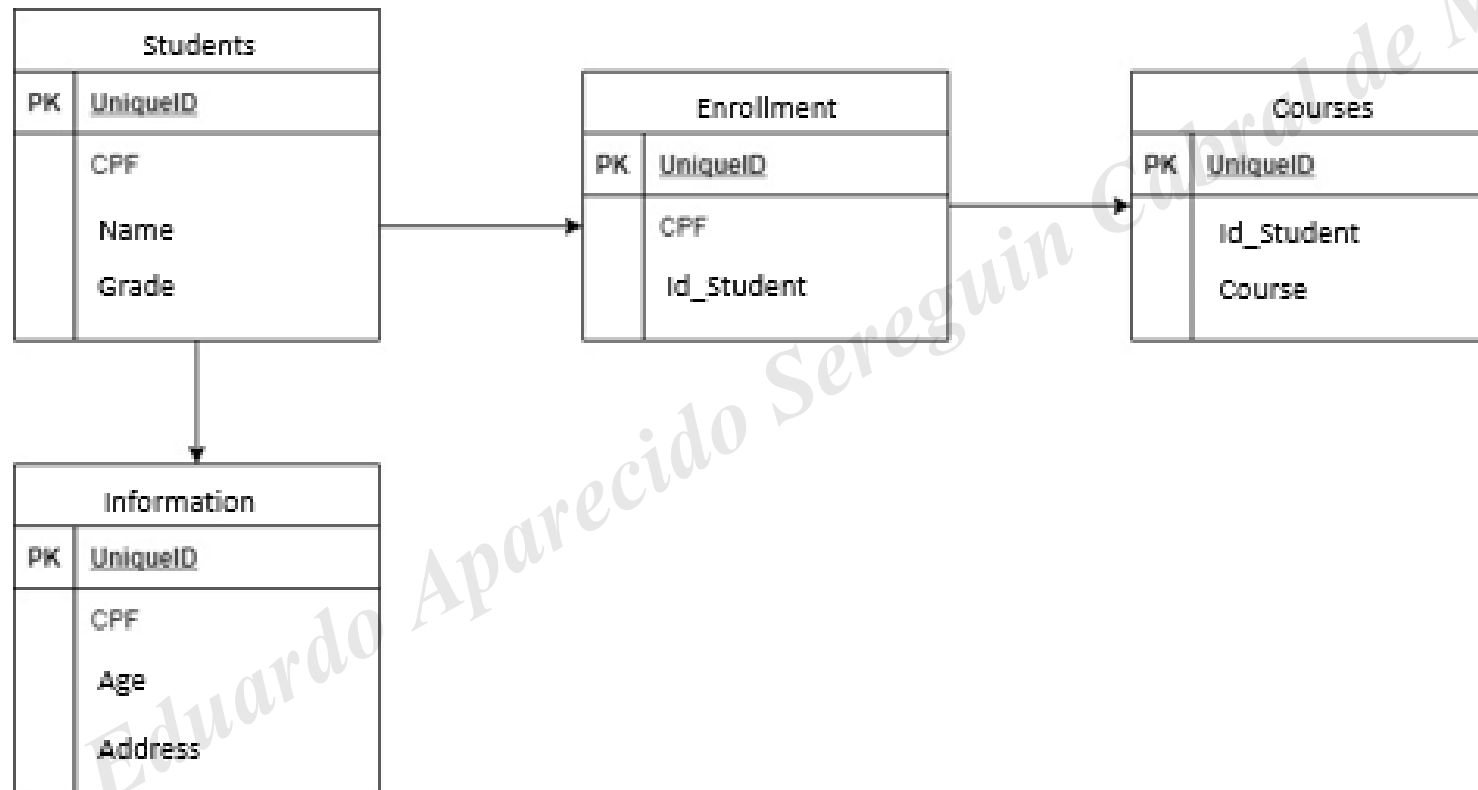 Students
PK UniqueID
CPF
Name
Grade
Enrollment
PK UniqueID
CPF
Id_Student
Courses
PK UniqueID
Id_Student
Course
Information
PK UniqueID
CPF
Age
Address
Eduardo Aparecido Sereguin Cabral de